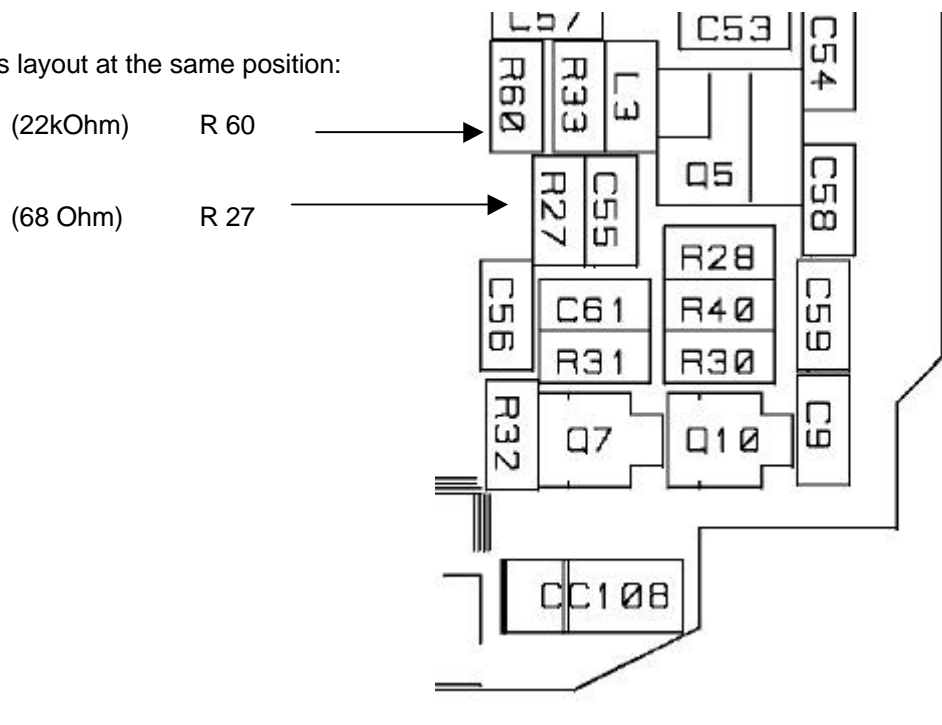 C57
C53
C54
s layout at the same position:
R60
R33
L3
(22kOhm) R 60
Q5
C58
R27
C55
(68 Ohm) R 27
R28
C56
C61
R40
C59
R31
R30
R32
Q7
Q10
C9
CC108